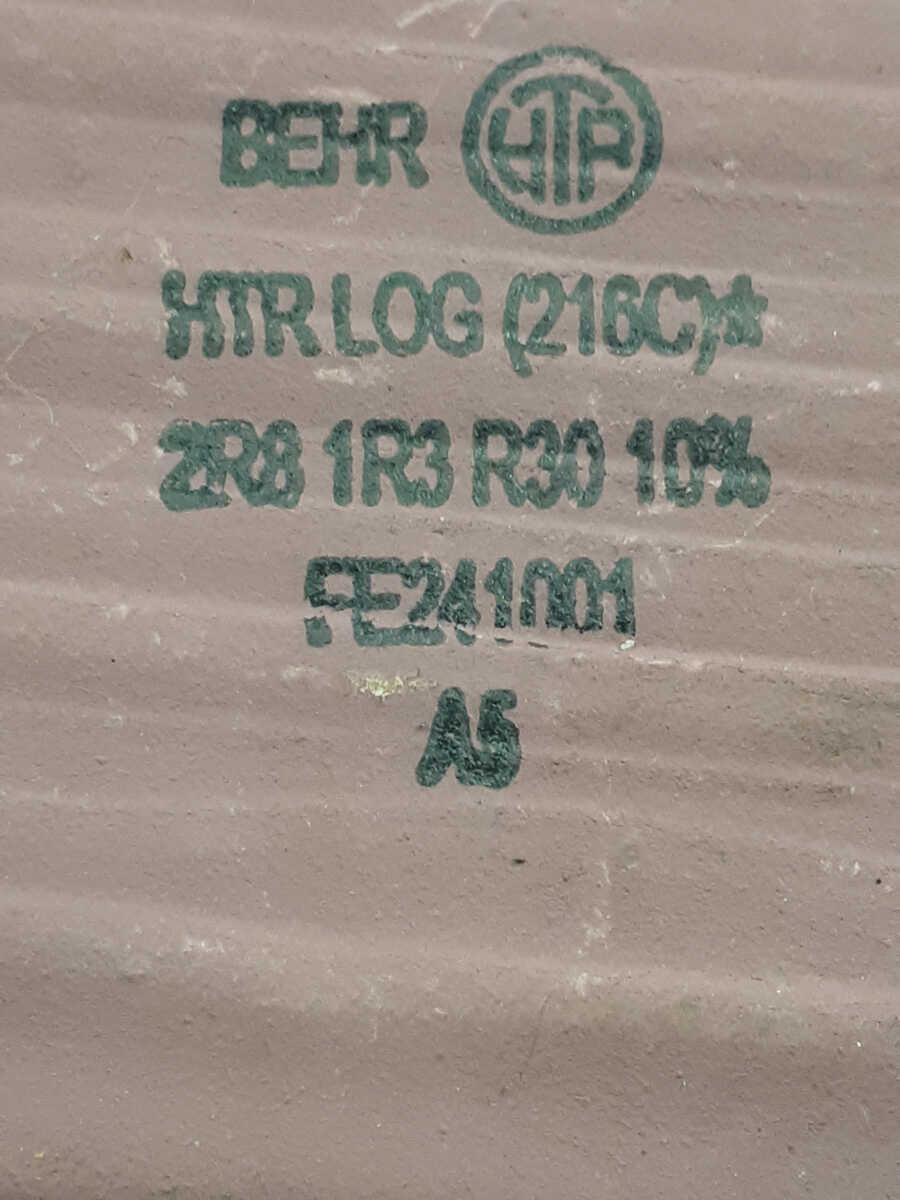 BEHR HTR
HTR LOG (216C)*
2R8 1R3 R30 10%
FE241001
A5